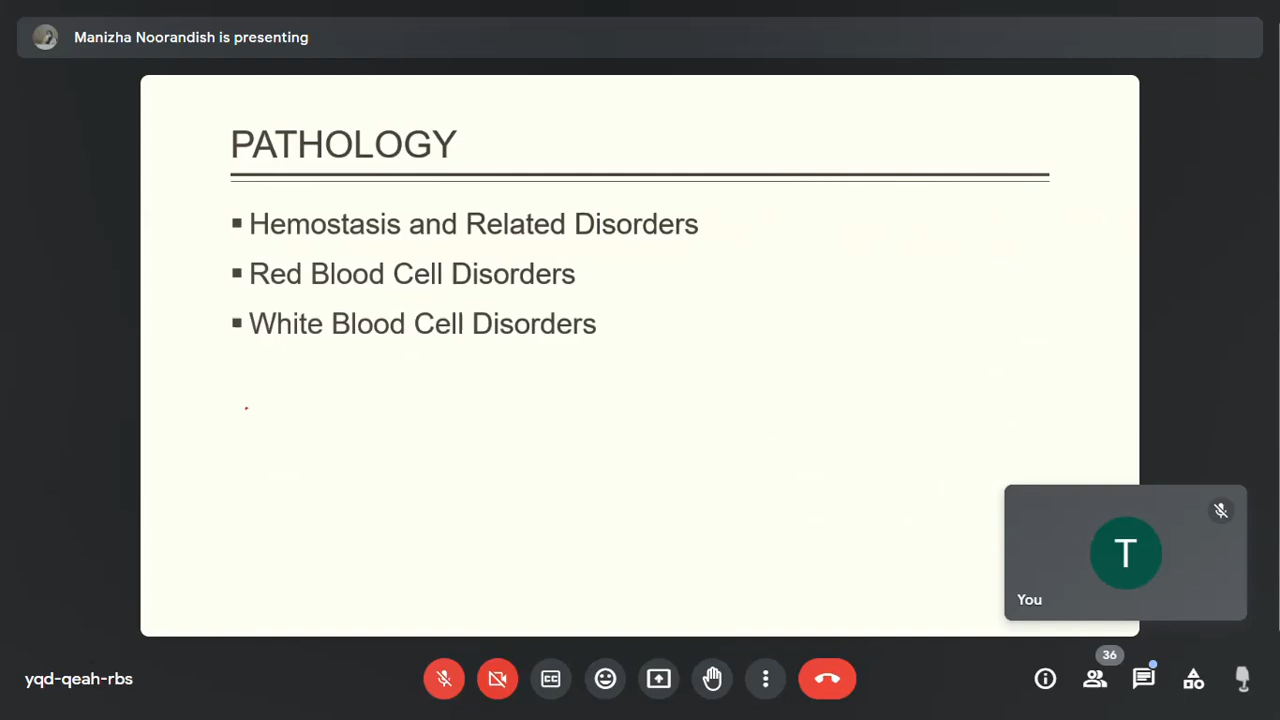 Manizha Noorandish is presenting
PATHOLOGY
▪ Hemostasis and Related Disorders
▪ Red Blood Cell Disorders
▪ White Blood Cell Disorders
T
You
yqd-qeah-rbs
CC
36